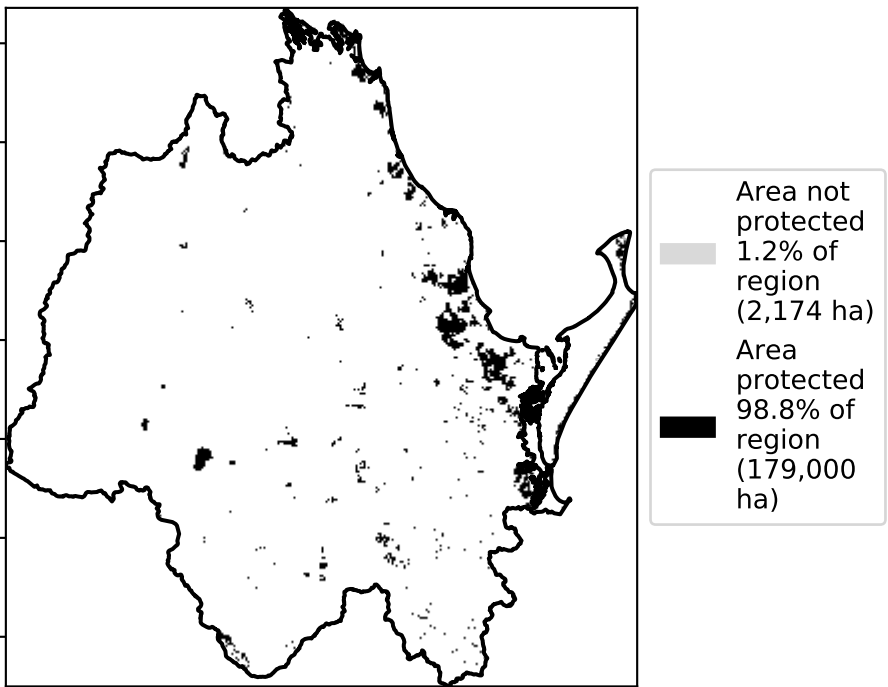 Area not
protected
1.2% of
region
(2,174 ha)
Area
protected
98.8% of
region
(179,000
ha)